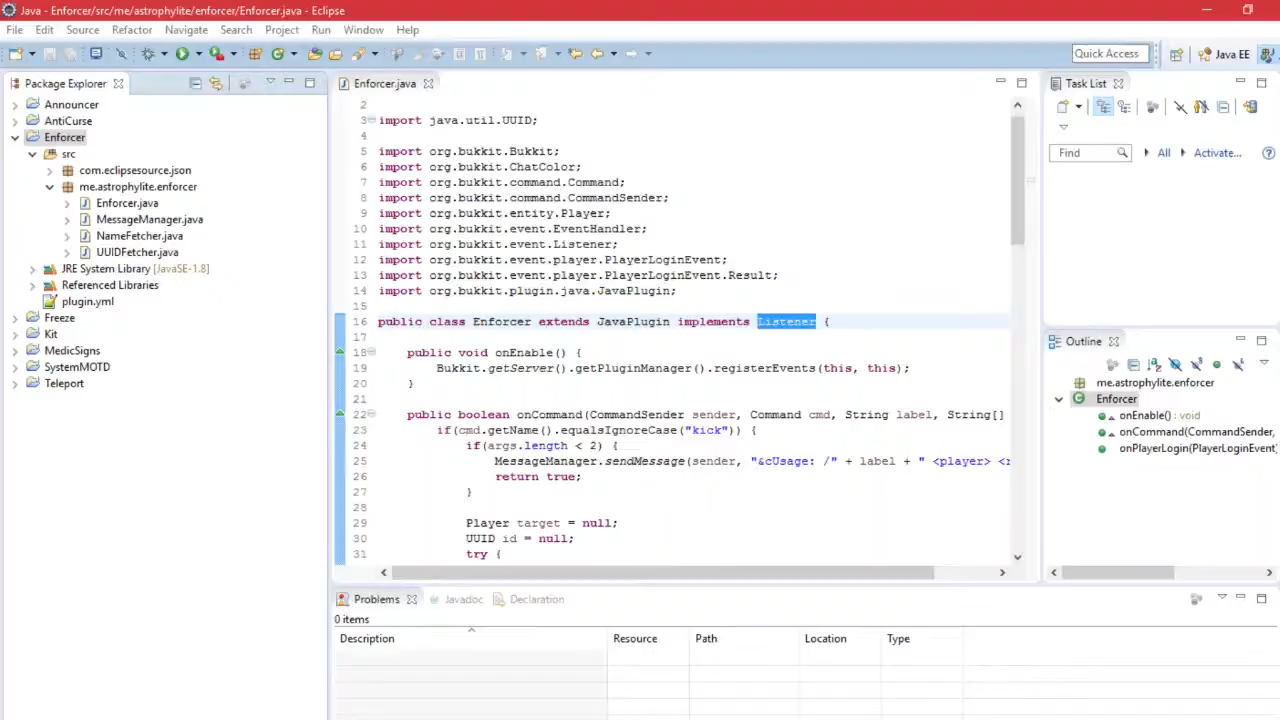 Java - Enforcer/src/me/astrophylite/enforcer/Enforcer.java - Eclipse
File Edit Source Refactor Navigate Search Project Run Window Help
Quick Access
Java EE
Package Explorer
Announcer
AntiCurse
Enforcer
src
com.eclipsesource.json
me.astrophylite.enforcer
Enforcer.java
MessageManager.java
NameFetcher.java
UUIDFetcher.java
JRE System Library [JavaSE-1.8]
Referenced Libraries
plugin.yml
Freeze
Kit
MedicSigns
SystemMOTD
Teleport
Enforcer.java
2
3 import java.util.UUID;
4
5 import org.bukkit.Bukkit;
6 import org.bukkit.ChatColor;
7 import org.bukkit.command.Command;
8 import org.bukkit.command.CommandSender;
9 import org.bukkit.entity.Player;
10 import org.bukkit.event.EventHandler;
11 import org.bukkit.event.Listener;
12 import org.bukkit.event.player.PlayerLoginEvent;
13 import org.bukkit.event.player.PlayerLoginEvent.Result;
14 import org.bukkit.plugin.java.JavaPlugin;
15
16 public class Enforcer extends JavaPlugin implements Listener {
17
18 public void onEnable() {
19 Bukkit.getServer().getPluginManager().registerEvents(this, this);
20 }
21
22 public boolean onCommand(CommandSender sender, Command cmd, String label, String[]
23 if(cmd.getName().equalsIgnoreCase("kick")) {
24 if(args.length < 2) {
25 MessageManager.sendMessage(sender, "&cUsage: /" + label + " <player> <r
26 return true;
27 }
28
29 Player target = null;
30 UUID id = null;
31 try {
Task List
Find
All
Activate...
Outline
me.astrophylite.enforcer
Enforcer
onEnable() : void
onCommand(CommandSender,
onPlayerLogin(PlayerLoginEvent
Problems
Javadoc
Declaration
0 items
Description Resource Path Location Type